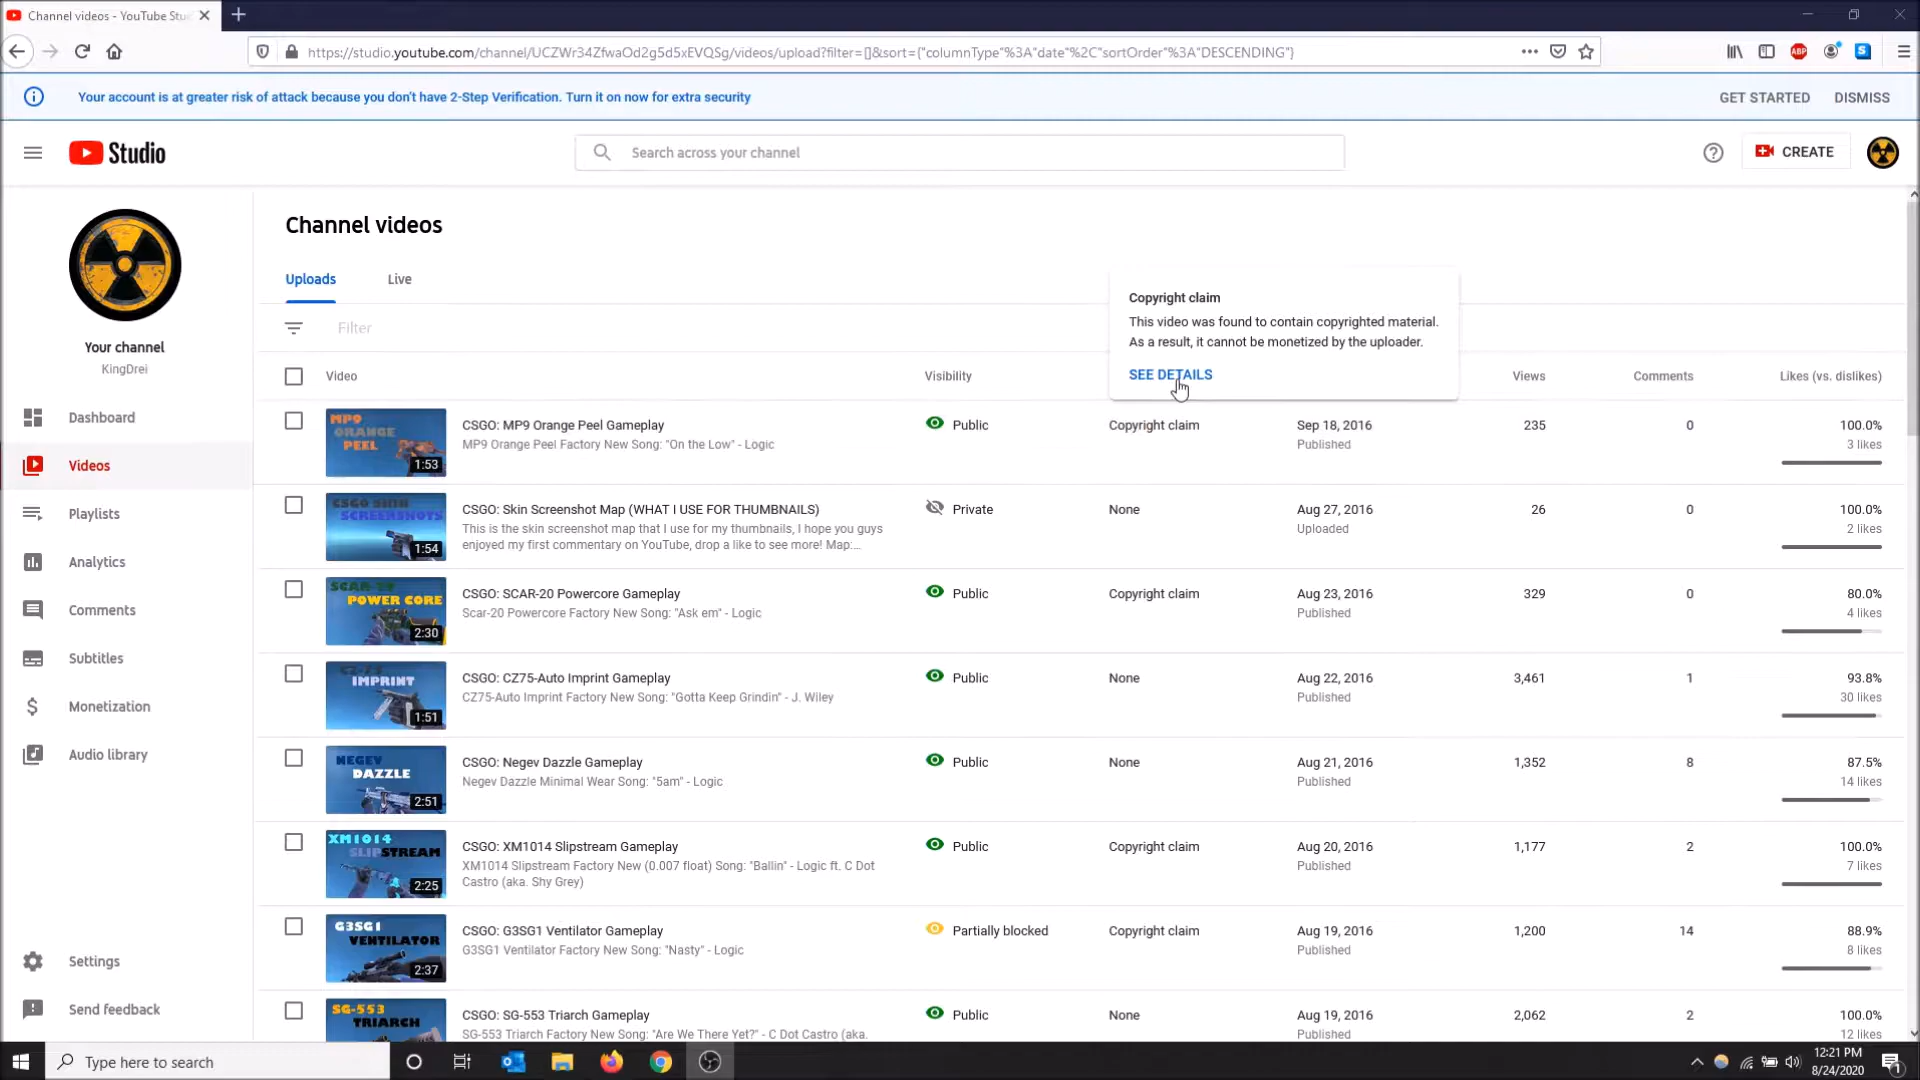 Channel videos - YouTube Stu
https://studio.youtube.com/channel/UCZWr34ZfwaOd2g5d5xEVQSg/videos/upload?filter=[]&sort={"columnType"%3A"date"%2C"sortOrder"%3A"DESCENDING"}
ABP
S
Your account is at greater risk of attack because you don't have 2-Step Verification. Turn it on now for extra security
GET STARTED
DISMISS
Studio
Search across your channel
CREATE
Your channel
KingDrei
Dashboard
Videos
Playlists
Analytics
Comments
Subtitles
Monetization
Audio library
Settings
Send feedback
Channel videos
Uploads
Live
Filter
Copyright claim
This video was found to contain copyrighted material.
As a result, it cannot be monetized by the uploader.
SEE DETAILS
Video
Visibility
Views
Comments
Likes (vs. dislikes)
MP9
ORANGE
PEEL
1:53
CSGO: MP9 Orange Peel Gameplay
MP9 Orange Peel Factory New Song: "On the Low" - Logic
Public
Copyright claim
Sep 18, 2016
Published
235
0
100.0%
3 likes
CSGO SKIN
SCREENSHOTS
1:54
CSGO: Skin Screenshot Map (WHAT I USE FOR THUMBNAILS)
This is the skin screenshot map that I use for my thumbnails, I hope you guys
enjoyed my first commentary on YouTube, drop a like to see more! Map:...
Private
None
Aug 27, 2016
Uploaded
26
0
100.0%
2 likes
SCAR-20
POWER CORE
2:30
CSGO: SCAR-20 Powercore Gameplay
Scar-20 Powercore Factory New Song: "Ask em" - Logic
Public
Copyright claim
Aug 23, 2016
Published
329
0
80.0%
4 likes
CZ-75
IMPRINT
1:51
CSGO: CZ75-Auto Imprint Gameplay
CZ75-Auto Imprint Factory New Song: "Gotta Keep Grindin" - J. Wiley
Public
None
Aug 22, 2016
Published
3,461
1
93.8%
30 likes
NEGEV
DAZZLE
2:51
CSGO: Negev Dazzle Gameplay
Negev Dazzle Minimal Wear Song: "5am" - Logic
Public
None
Aug 21, 2016
Published
1,352
8
87.5%
14 likes
XM1014
SLIPSTREAM
2:25
CSGO: XM1014 Slipstream Gameplay
XM1014 Slipstream Factory New (0.007 float) Song: "Ballin" - Logic ft. C Dot
Castro (aka. Shy Grey)
Public
Copyright claim
Aug 20, 2016
Published
1,177
2
100.0%
7 likes
G3SG1
VENTILATOR
2:37
CSGO: G3SG1 Ventilator Gameplay
G3SG1 Ventilator Factory New Song: "Nasty" - Logic
Partially blocked
Copyright claim
Aug 19, 2016
Published
1,200
14
88.9%
8 likes
SG-553
TRIARCH
CSGO: SG-553 Triarch Gameplay
SG-553 Triarch Factory New Song: "Are We There Yet?" - C Dot Castro (aka.
Public
None
Aug 19, 2016
Published
2,062
2
100.0%
12 likes
Type here to search
12:21 PM
8/24/2020
1